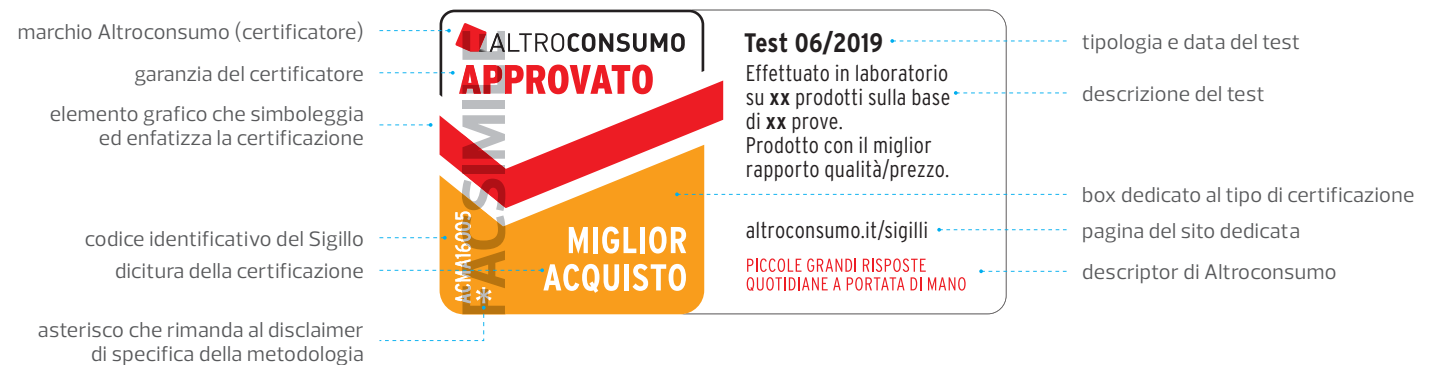 marchio Altroconsumo (certificatore)
garanzia del certificatore
elemento grafico che simboleggia
ed enfatizza la certificazione
codice identificativo del Sigillo
dicitura della certificazione
asterisco che rimanda al disclaimer
di specifica della metodologia
ALTROCONSUMO
APPROVATO
FACSIMILE
ACMA16005
*
MIGLIOR
ACQUISTO
Test 06/2019
Effettuato in laboratorio
su xx prodotti sulla base
di xx prove.
Prodotto con il miglior
rapporto qualità/prezzo.
altroconsumo.it/sigilli
PICCOLE GRANDI RISPOSTE
QUOTIDIANE A PORTATA DI MANO
tipologia e data del test
descrizione del test
box dedicato al tipo di certificazione
pagina del sito dedicata
descriptor di Altroconsumo